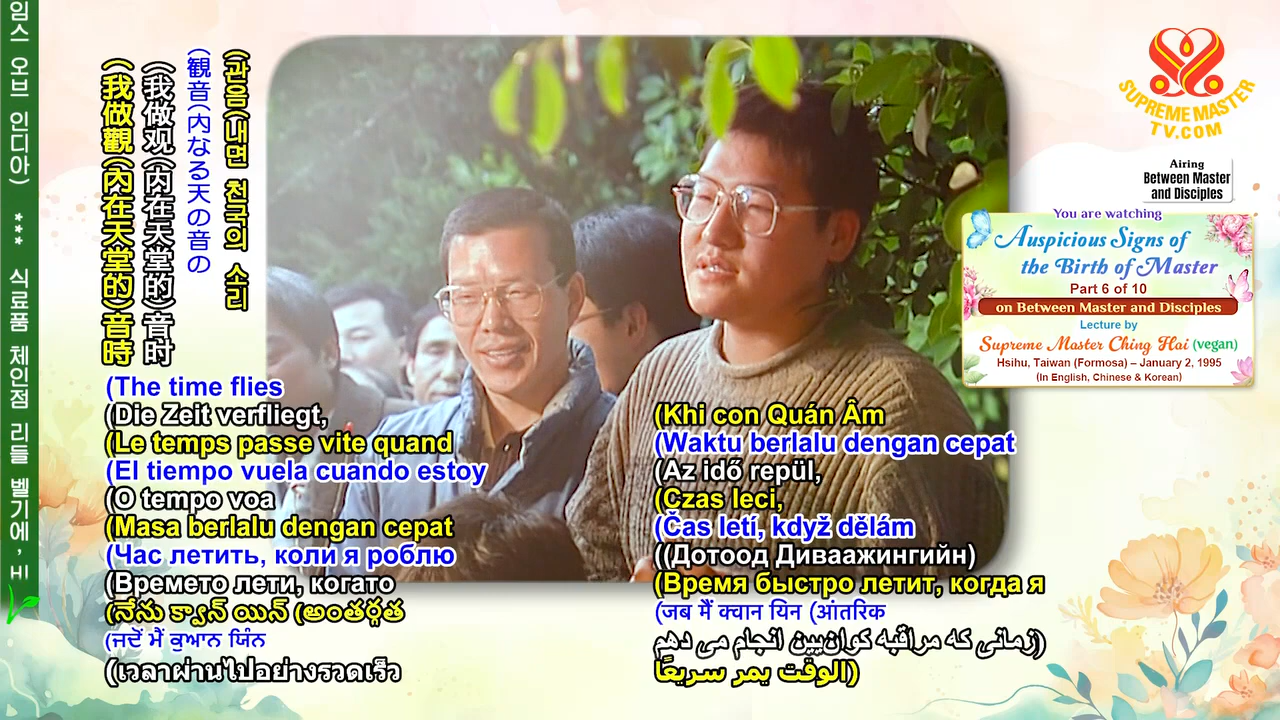 임스 오브 인디아) *** 식료품 체인점 리들 벨기에, 비
(관음(내면 천국의 소리
(観音(内なる天の音の
(我做观(内在天堂的)音时
(我做觀(內在天堂的)音時
(The time flies
(Die Zeit verfliegt,
(Le temps passe vite quand
(El tiempo vuela cuando estoy
(O tempo voa
(Masa berlalu dengan cepat
(Час летить, коли я роблю
(Времето лети, когато
(నేను క్వాన్ యిన్ (అంతర్గత
(ਜਦੋਂ ਮੈਂ ਕੁਆਨ ਯਿੰਨ
(เวลาผ่านไปอย่างรวดเร็ว
(Khi con Quán Âm
(Waktu berlalu dengan cepat
(Az idő repül,
(Czas leci,
(Čas letí, když dělám
((Дотоод Диваажингийн)
(Время быстро летит, когда я
(जब मैं क्वान यिन (आंतरिक
(زمانی که مراقبه کوان‌یین انجام می دهم
(الوقت يمر سريعًا
SUPREME MASTER
TV.COM
Airing
Between Master
and Disciples
You are watching
Auspicious Signs of
the Birth of Master
Part 6 of 10
on Between Master and Disciples
Lecture by
Supreme Master Ching Hai (vegan)
Hsihu, Taiwan (Formosa) – January 2, 1995
(In English, Chinese & Korean)